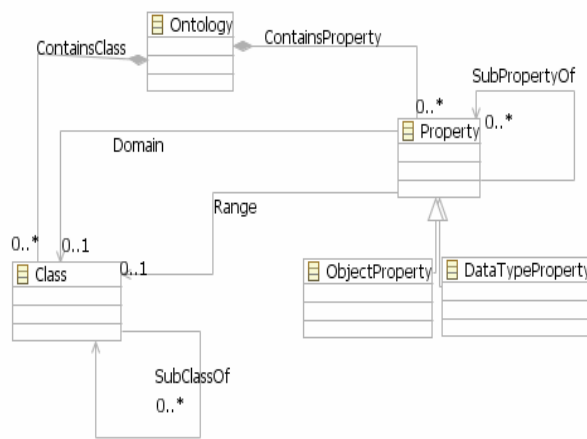 Ontology
ContainsClass
ContainsProperty
SubPropertyOf
0..*
0..*
Property
Domain
Range
0..*
0..1
0..1
Class
ObjectProperty
DataTypeProperty
SubClassOf
0..*